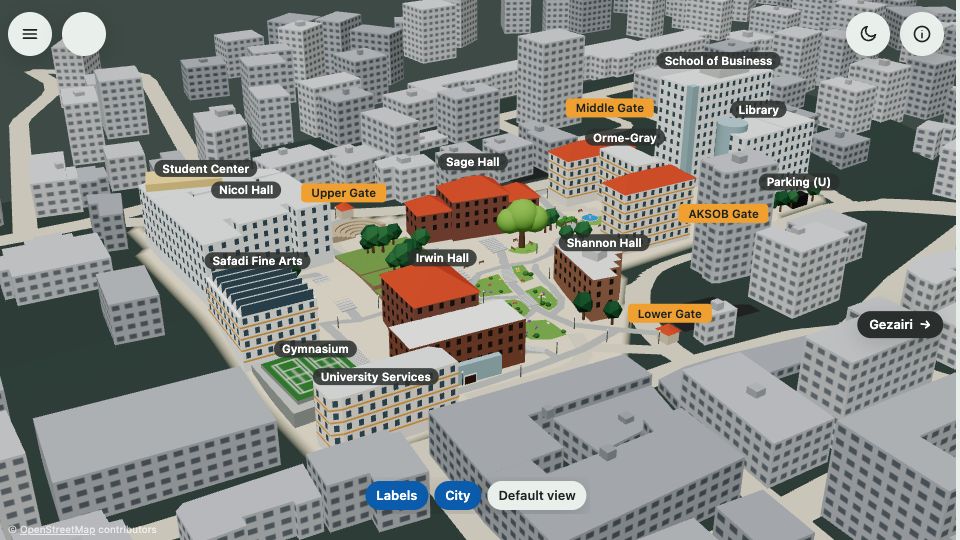 School of Business
Middle Gate
Library
Orme-Gray
Sage Hall
Student Center
Parking (U)
Nicol Hall
Upper Gate
AKSOB Gate
Shannon Hall
Irwin Hall
Safadi Fine Arts
Lower Gate
Gezairi →
Gymnasium
University Services
Labels
City
Default view
© OpenStreetMap contributors